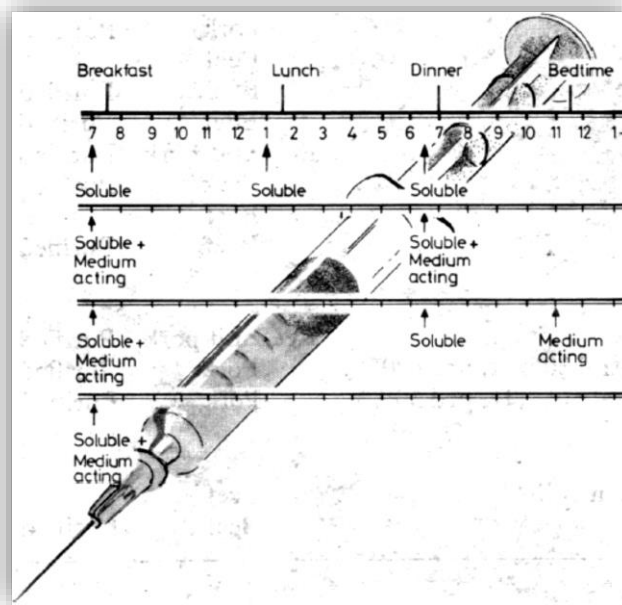 Breakfast Lunch Dinner Bedtime
7 8 9 10 11 12 1 2 3 4 5 6 7 8 9 10 11 12 1
Soluble Soluble Soluble
Soluble + Soluble +
Medium Medium
acting acting
Soluble + Soluble Medium
Medium acting
acting
Soluble +
Medium
acting